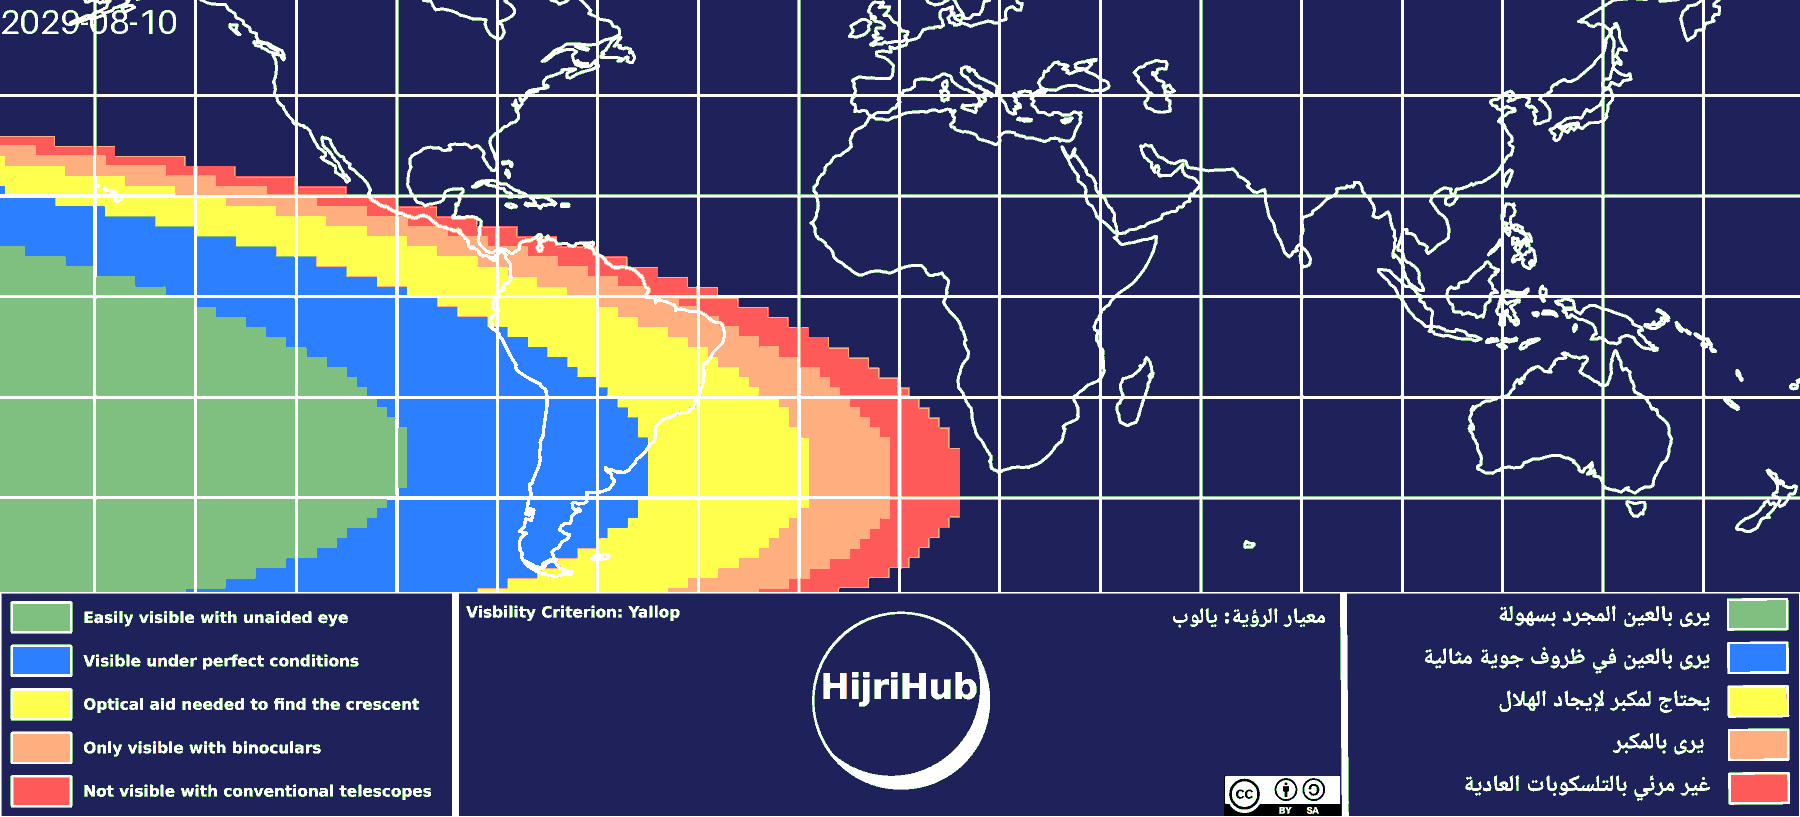 2029-08-10
Easily visible with unaided eye
Visible under perfect conditions
Optical aid needed to find the crescent
Only visible with binoculars
Not visible with conventional telescopes
Visbility Criterion: Yallop
معيار الرؤية: يالوب
HijriHub
cc
BY SA
يرى بالعين المجرد بسهولة
يرى بالعين في ظروف جوية مثالية
يحتاج لمكبر لإيجاد الهلال
يرى بالمكبر
غير مرئي بالتلسكوبات العادية